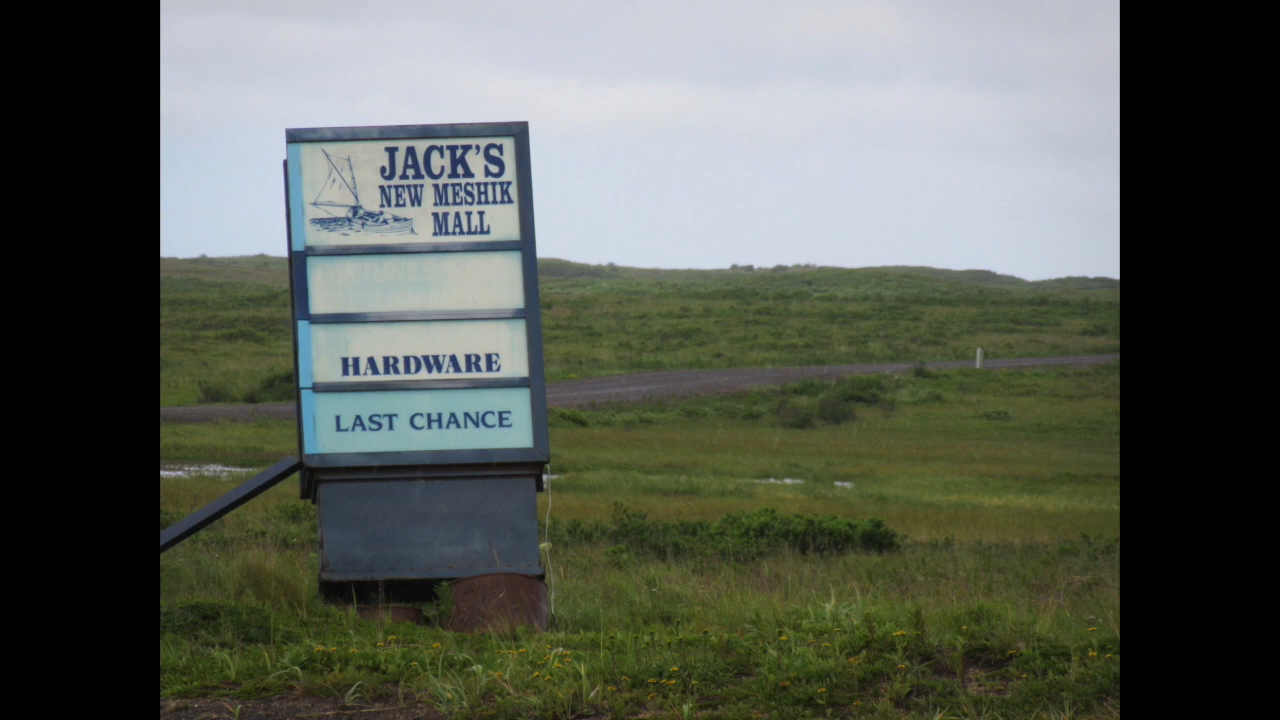 JACK'S
NEW MESHIK
MALL
HARDWARE
LAST CHANCE